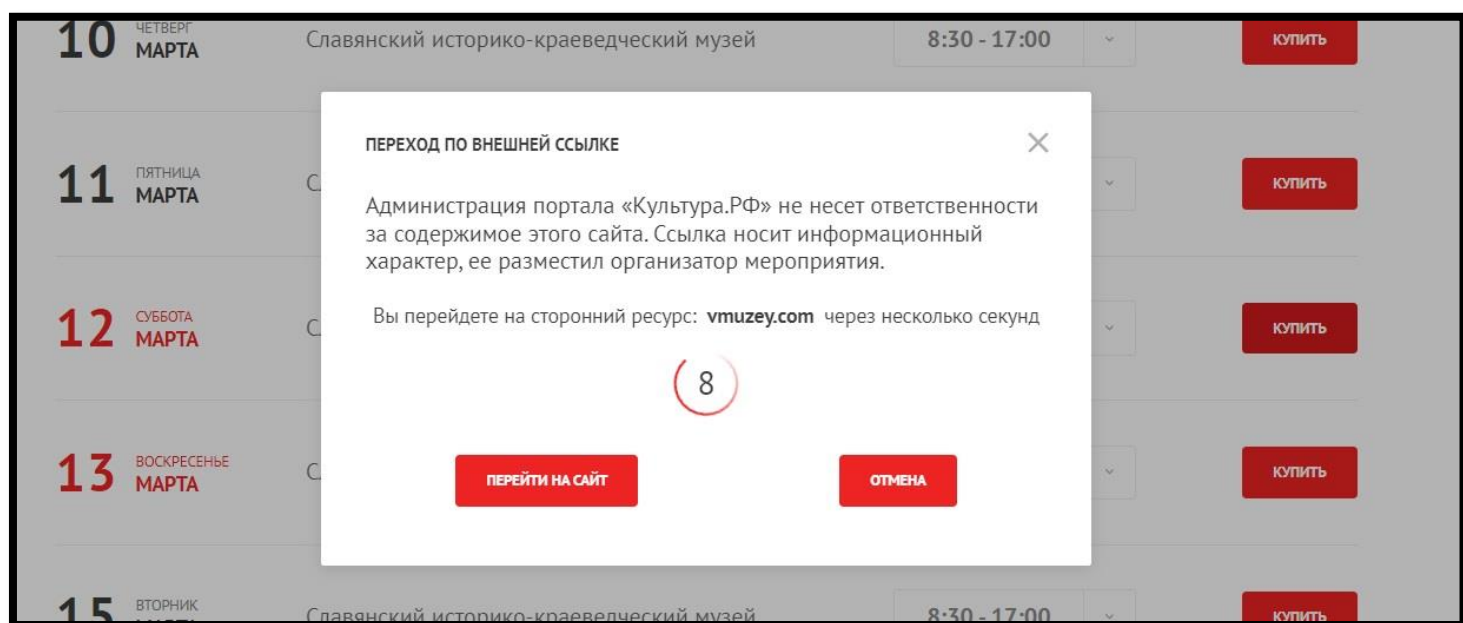 10 ЧЕТВЕРГ МАРТА Славянский историко-краеведческий музей 8:30 - 17:00 КУПИТЬ
ПЕРЕХОД ПО ВНЕШНЕЙ ССЫЛКЕ
11 ПЯТНИЦА МАРТА С КУПИТЬ
Администрация портала «Культура.РФ» не несет ответственности
за содержимое этого сайта. Ссылка носит информационный
характер, ее разместил организатор мероприятия.
12 СУББОТА МАРТА С КУПИТЬ
Вы перейдете на сторонний ресурс: vmuzey.com через несколько секунд
8
13 ВОСКРЕСЕНЬЕ МАРТА С КУПИТЬ
ПЕРЕЙТИ НА САЙТ ОТМЕНА
15 ВТОРНИК МАРТА Славянский историко-краеведческий музей 8:30 - 17:00 КУПИТЬ